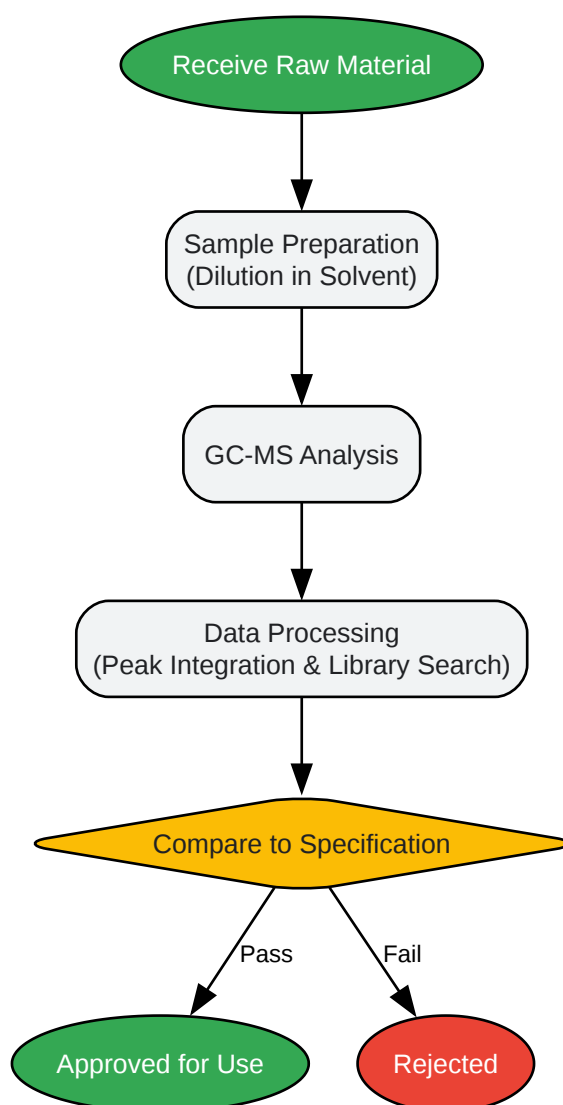 Receive Raw Material
Sample Preparation
(Dilution in Solvent)
GC-MS Analysis
Data Processing
(Peak Integration & Library Search)
Compare to Specification
Pass
Fail
Approved for Use
Rejected